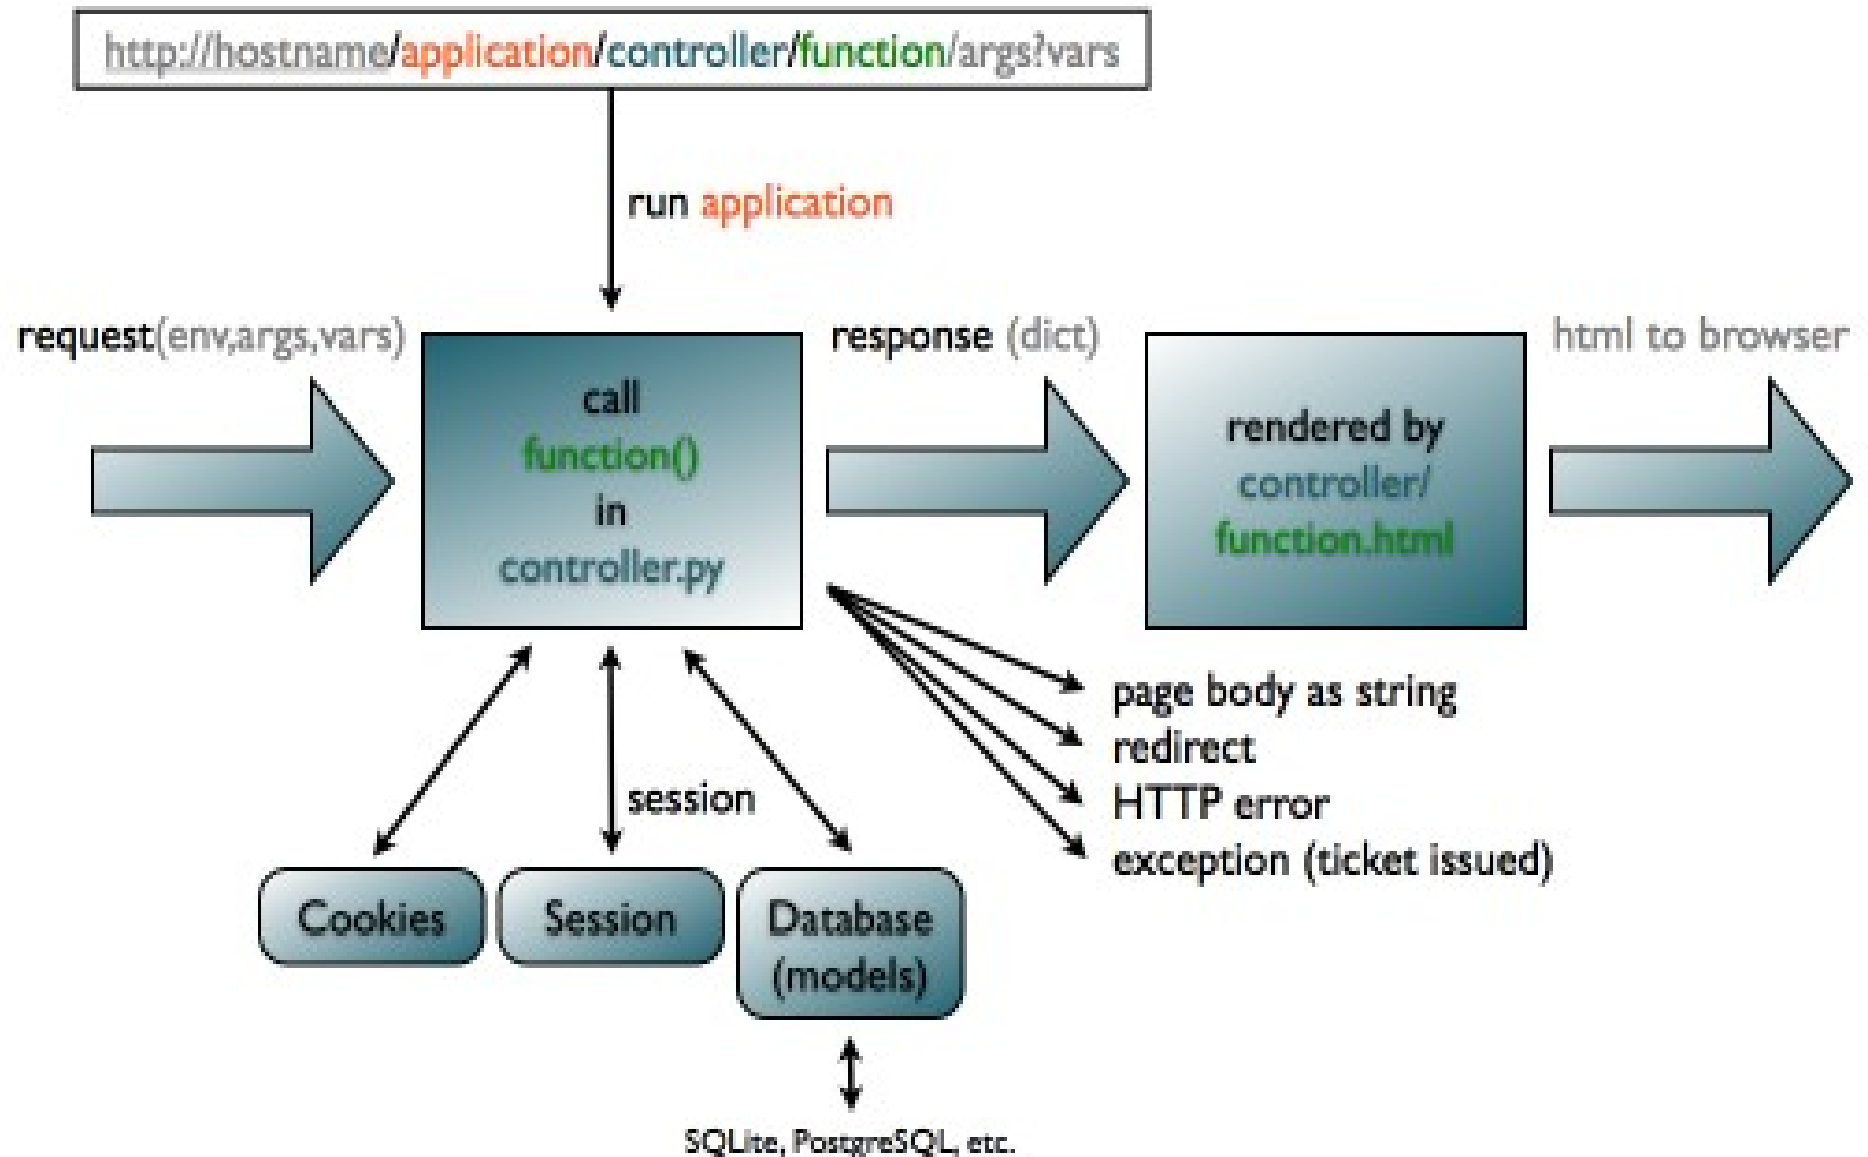 http://hostname/application/controller/function/args?vars
run application
request(env,args,vars)
call
function()
in
controller.py
response (dict)
rendered by
controller/
function.html
html to browser
page body as string
redirect
HTTP error
exception (ticket issued)
session
Cookies
Session
Database
(models)
SQLite, PostgreSQL, etc.